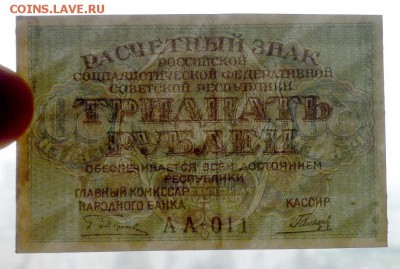 COINS.LAVE.RU
РАСЧЕТНЫЙ ЗНАК
РОССИЙСКОЙ
СОЦИАЛИСТИЧЕСКОЙ ФЕДЕРАТИВНОЙ
СОВЕТСКОЙ РЕСПУБЛИКИ
ТРИДЦАТЬ
РУБЛЕЙ
ОБЕСПЕЧИВАЕТСЯ ВСЕМ ДОСТОЯНИЕМ
РЕСПУБЛИКИ
ГЛАВНЫЙ КОМИССАР
НАРОДНОГО БАНКА
КАССИР
АА-011